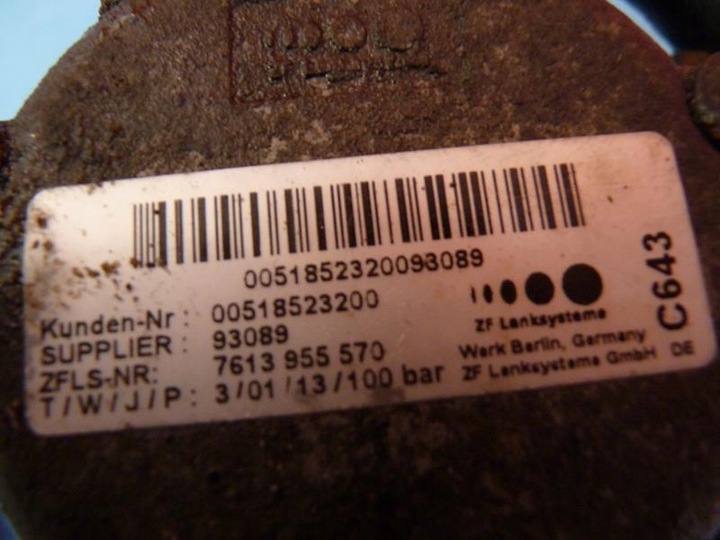 0051852320093089
Kunden-Nr : 00518523200
SUPPLIER : 93089
ZFLS-NR: 7613 955 570
T/W/J/P : 3/01/13/100 bar
ZF Lenksysteme
Werk Berlin, Germany
ZF Lenksysteme GmbH DE
C643